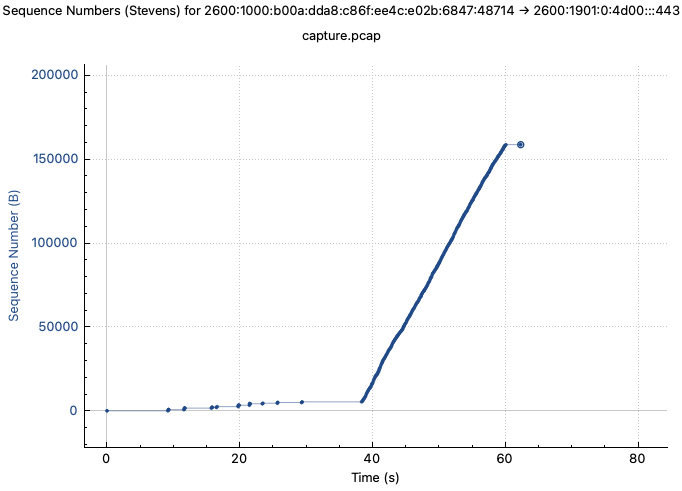 Sequence Numbers (Stevens) for 2600:1000:b00a:dda8:c86f:ee4c:e02b:6847:48714 → 2600:1901:0:4d00:::443
capture.pcap
200000
150000
100000
50000
0
Sequence Number (B)
0 20 40 60 80
Time (s)